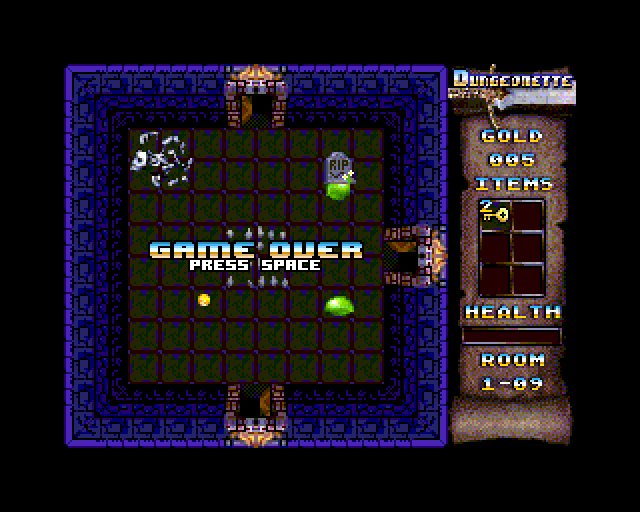 DUNGEONETTE
GOLD
005
ITEMS
2
RIP
GAME OVER
PRESS SPACE
HEALTH
ROOM
1-09